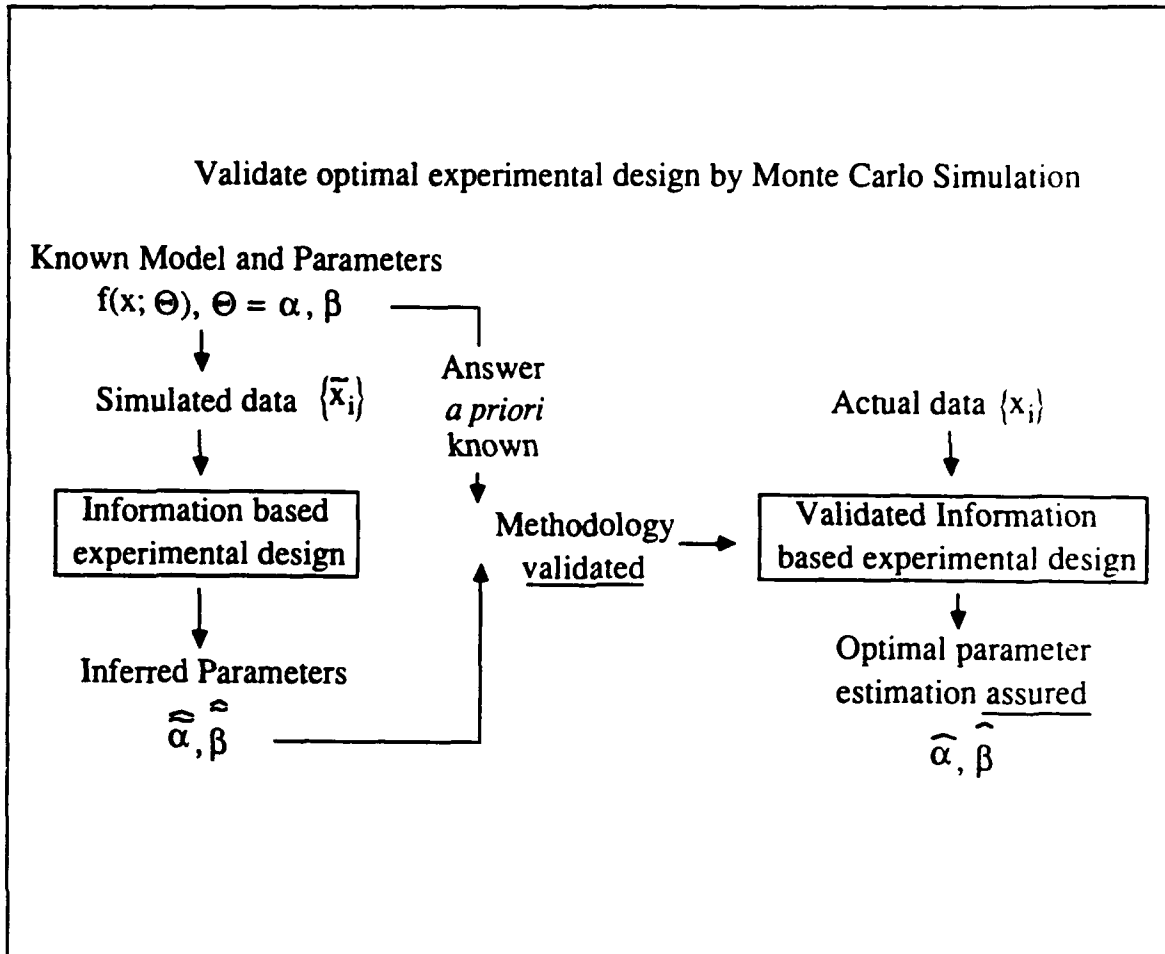 Validate optimal experimental design by Monte Carlo Simulation
Known Model and Parameters
f(x; Θ), Θ = α, β
Simulated data {x̃ᵢ}
Information based
experimental design
Inferred Parameters
α̂̃, β̂̃
Answer
a priori
known
Methodology
validated
Actual data {xᵢ}
Validated Information
based experimental design
Optimal parameter
estimation assured
α̂, β̂